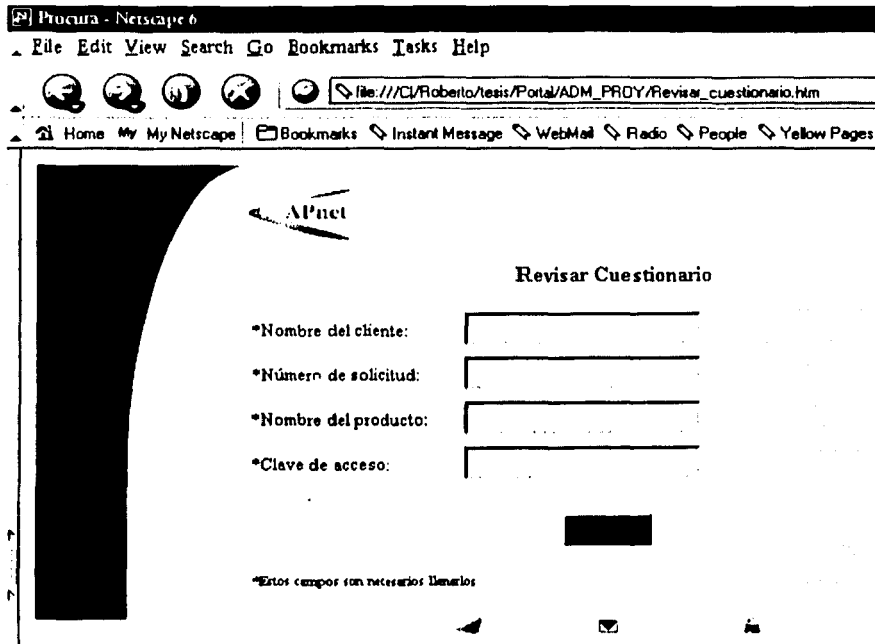 Procura - Netscape 6
File Edit View Search Go Bookmarks Tasks Help
file:///C|/Roberto/tesis/Portal/ADM_PROY/Revisar_cuestionario.htm
Home My My Netscape Bookmarks Instant Message WebMail Radio People Yellow Pages
APnet
Revisar Cuestionario
*Nombre del cliente:
*Número de solicitud:
*Nombre del producto:
*Clave de acceso:
*Estos campos son necesarios llenarlos